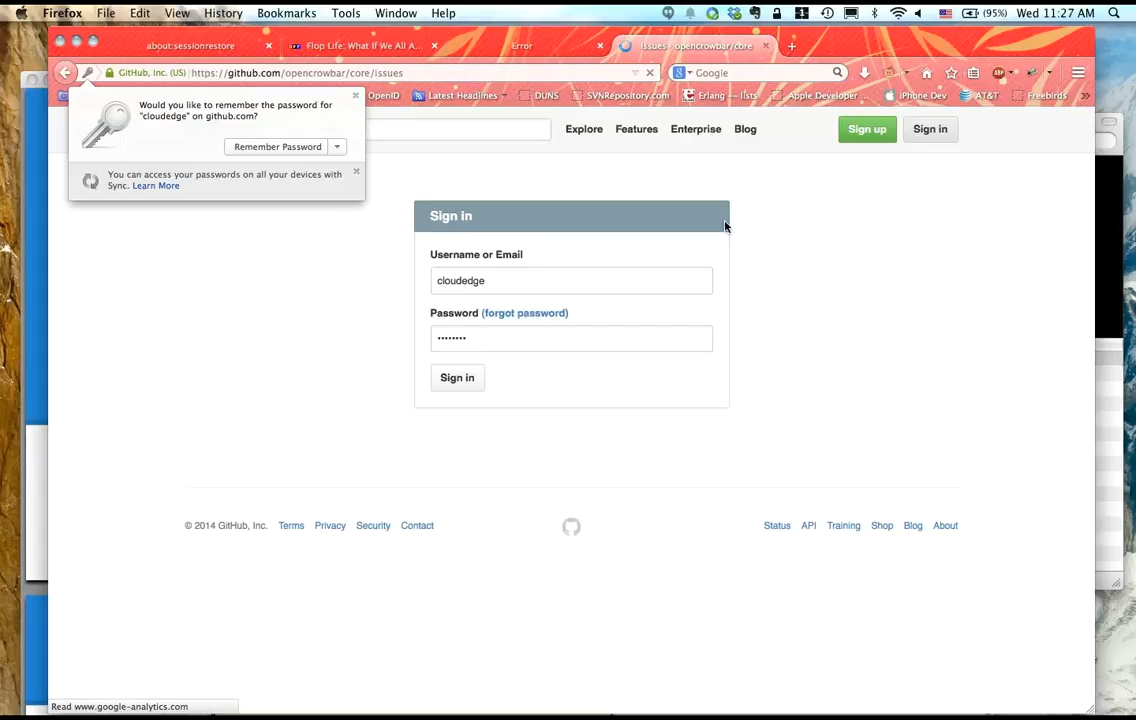 Firefox File Edit View History Bookmarks Tools Window Help 1 (95%) Wed 11:27 AM
about:sessionrestore Flop Life: What If We All A... Error Issues · opencrowbar/core
GitHub, Inc. (US) https://github.com/opencrowbar/core/issues Google
OpenID Latest Headlines DUNS SVNRepository.com Erlang -- lists Apple Developer... iPhone Dev AT&T Freebirds
Would you like to remember the password for
"cloudedge" on github.com?
Remember Password
You can access your passwords on all your devices with
Sync. Learn More
Explore Features Enterprise Blog Sign up Sign in
Sign in
Username or Email
cloudedge
Password (forgot password)
••••••••
Sign in
© 2014 GitHub, Inc. Terms Privacy Security Contact Status API Training Shop Blog About
Read www.google-analytics.com